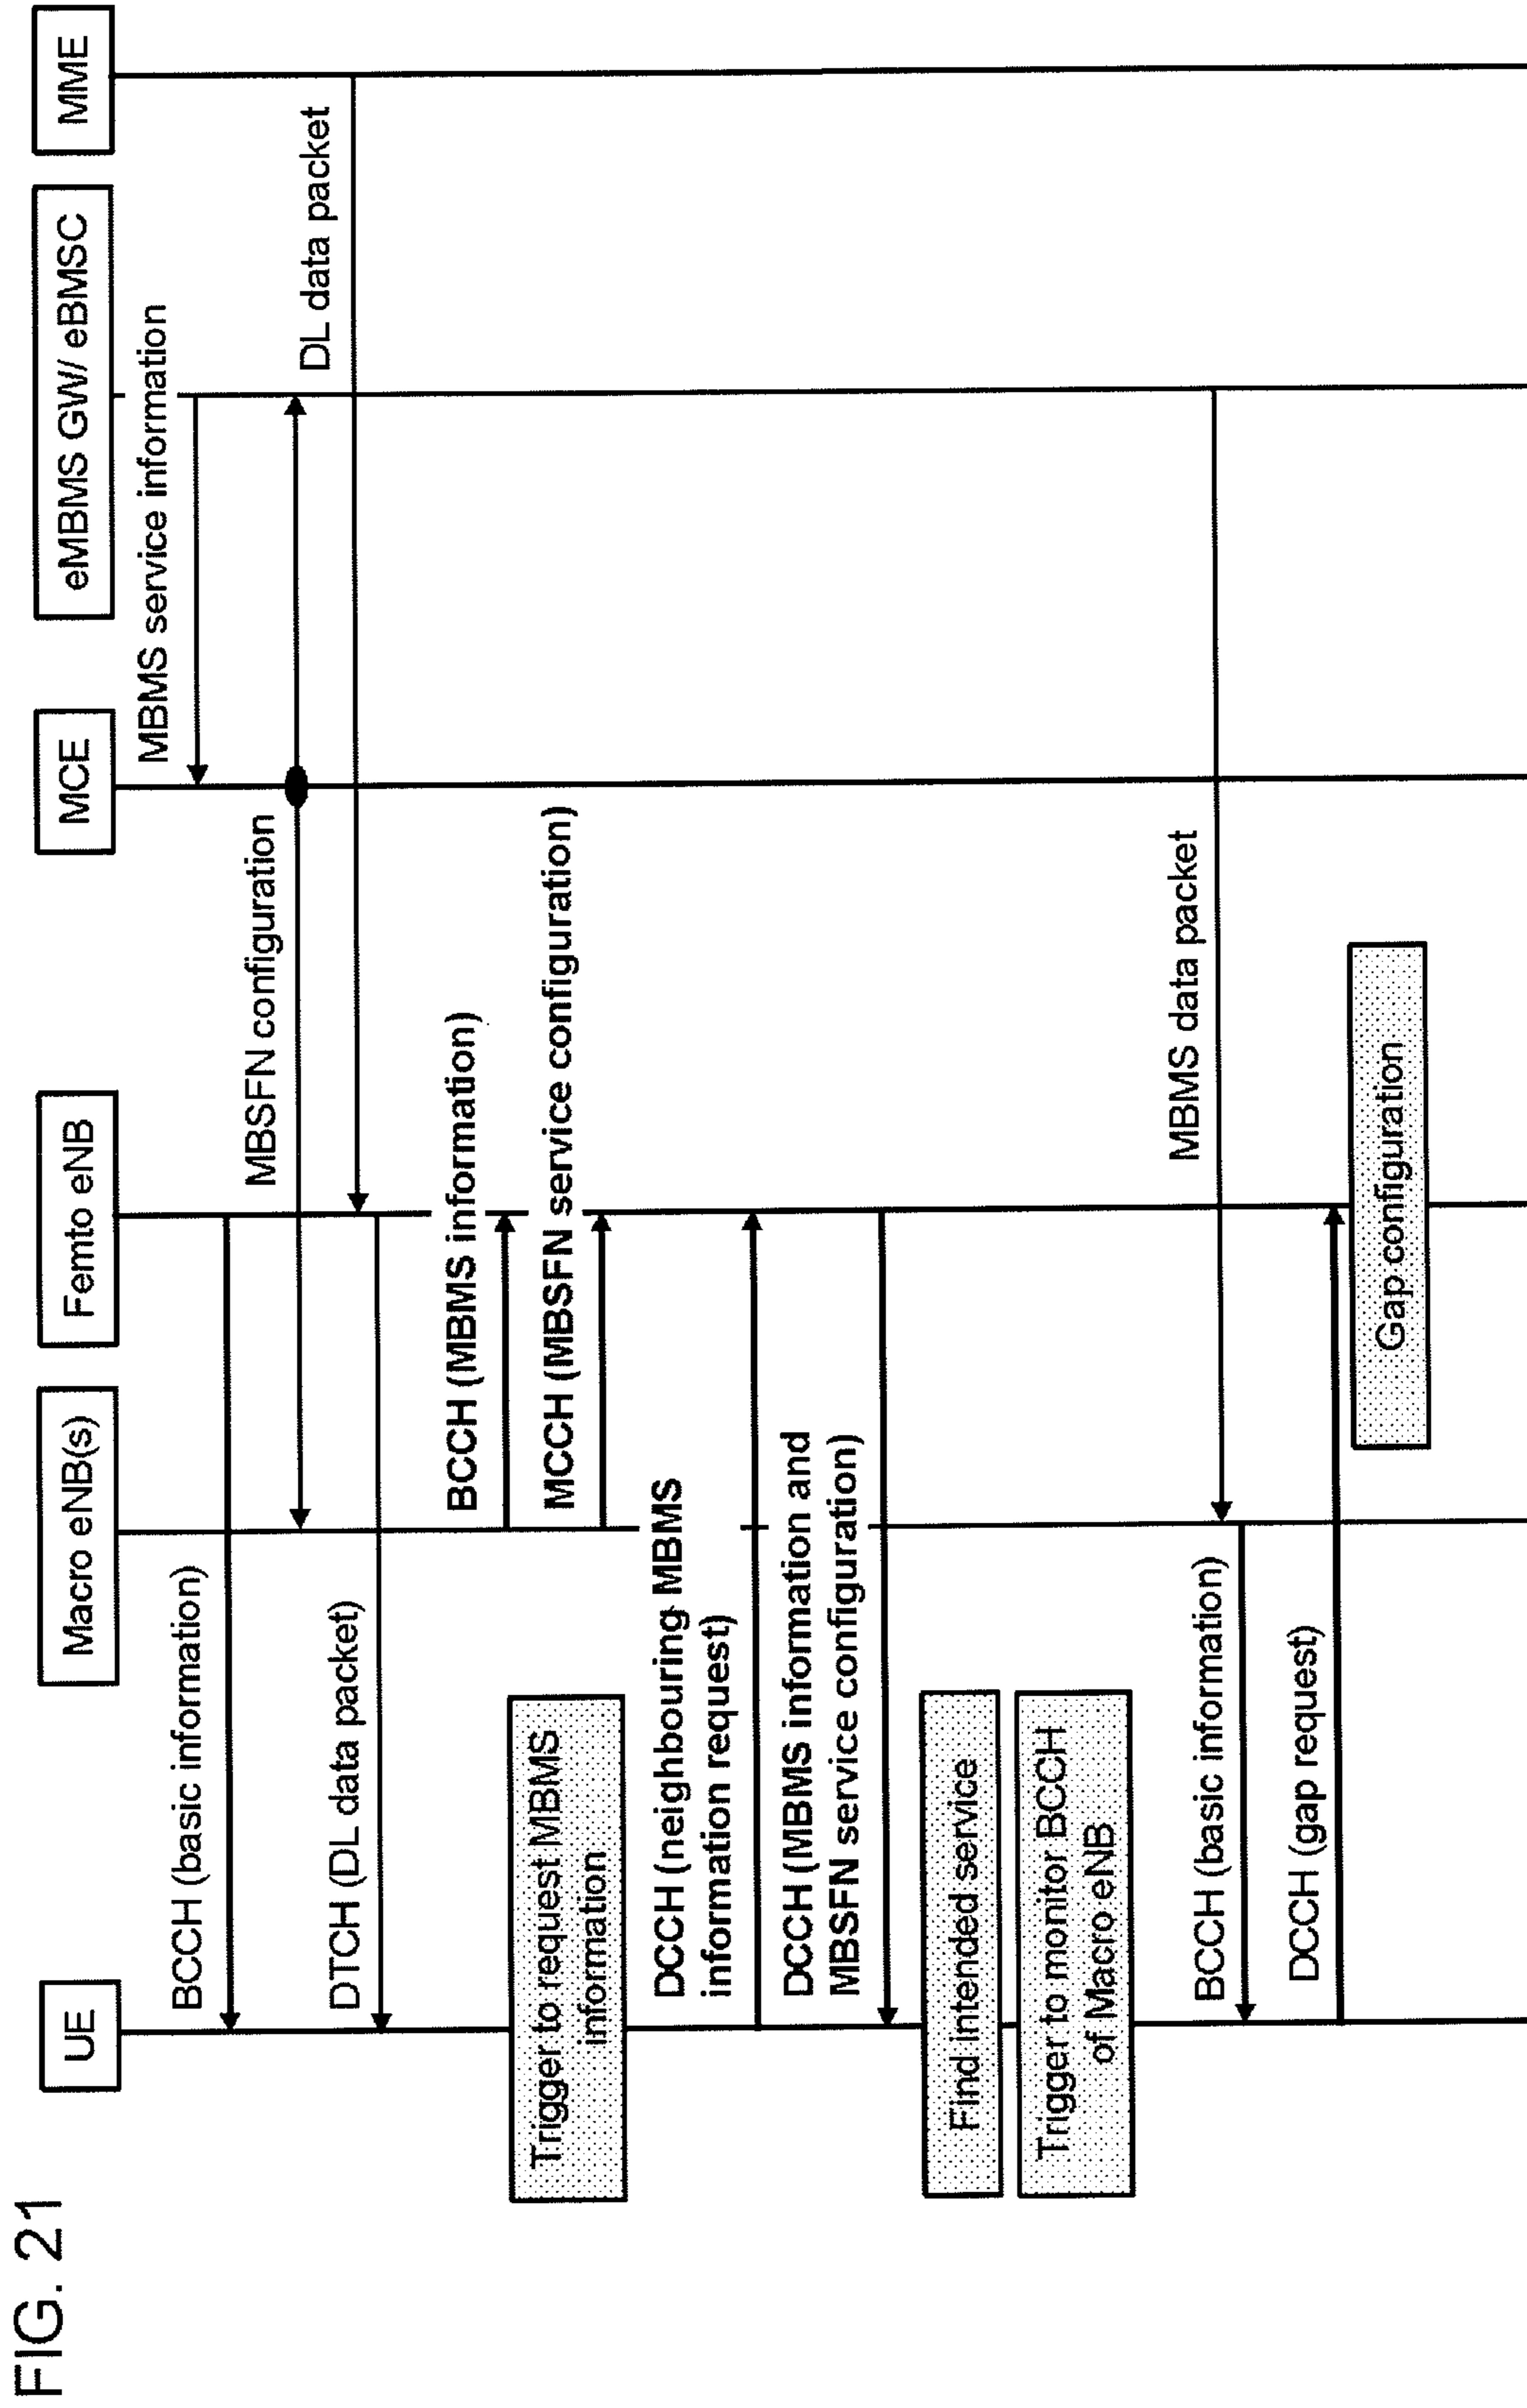 FIG. 21
UE
Macro eNB(s)
Femto eNB
MCE
eMBMS GW/ eBMSC
MME
MBMS service information
BCCH (basic information)
MBSFN configuration
DL data packet
DTCH (DL data packet)
BCCH (MBMS information)
Trigger to request MBMS
information
MCCH (MBSFN service configuration)
DCCH (neighbouring MBMS
information request)
DCCH (MBMS information and
MBSFN service configuration)
Find intended service
Trigger to monitor BCCH
of Macro eNB
MBMS data packet
BCCH (basic information)
DCCH (gap request)
Gap configuration